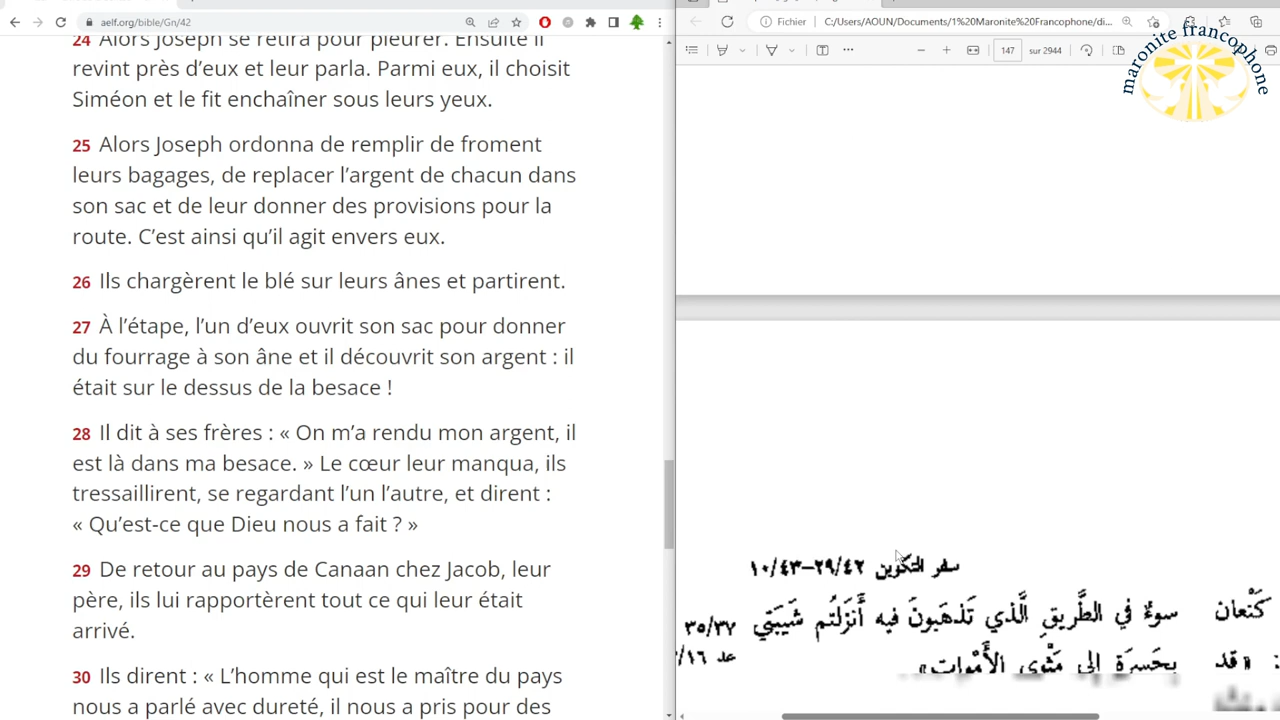 aelf.org/bible/Gn/42
24 Alors Joseph se retira pour pleurer. Ensuite il
revint près d’eux et leur parla. Parmi eux, il choisit
Siméon et le fit enchaîner sous leurs yeux.
25 Alors Joseph ordonna de remplir de froment
leurs bagages, de replacer l’argent de chacun dans
son sac et de leur donner des provisions pour la
route. C’est ainsi qu’il agit envers eux.
26 Ils chargèrent le blé sur leurs ânes et partirent.
27 À l’étape, l’un d’eux ouvrit son sac pour donner
du fourrage à son âne et il découvrit son argent : il
était sur le dessus de la besace !
28 Il dit à ses frères : « On m’a rendu mon argent, il
est là dans ma besace. » Le cœur leur manqua, ils
tressaillirent, se regardant l’un l’autre, et dirent :
« Qu’est-ce que Dieu nous a fait ? »
29 De retour au pays de Canaan chez Jacob, leur
père, ils lui rapportèrent tout ce qui leur était
arrivé.
30 Ils dirent : « L’homme qui est le maître du pays
nous a parlé avec dureté, il nous a pris pour des
Fichier C:/Users/AOUN/Documents/1%20Maronite%20Francophone/di...
147 sur 2944
maronite francophone
سفر التكوين ٢٩/٤٢–١٠/٤٣
كَنْعان
سوءٌ في الطَّريقِ الَّذي تَذهَبونَ فيه أَنزَلتُم شَيبَتي
٣٥/٣٧
: «قد
بِحَسرَةٍ إِلى مَثْوى الأَمْوات».
عد ١٦/